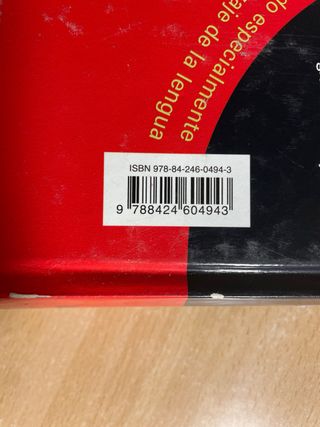 do especialmente
aje de la lengua
ISBN 978-84-246-0494-3
9 788424 604943